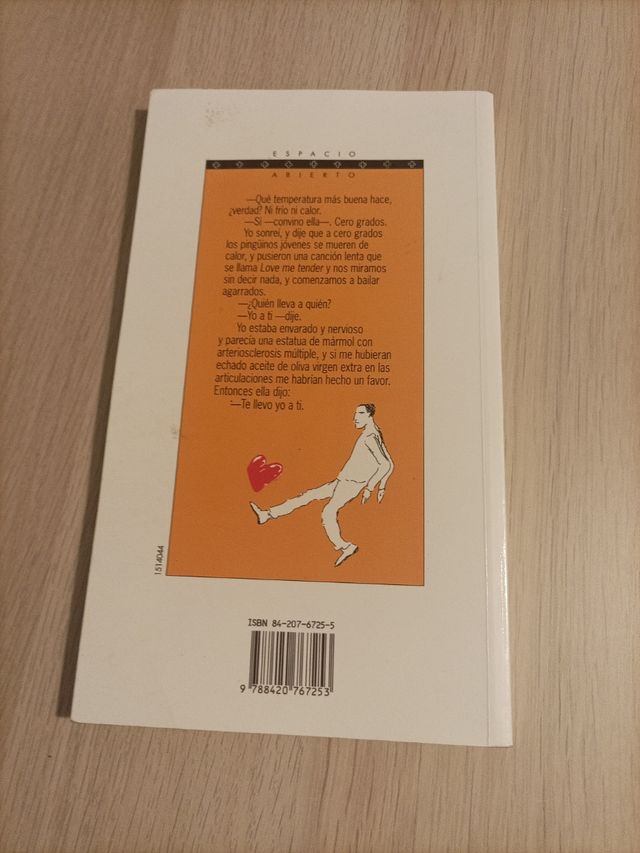 ESPACIO
ABIERTO
—Qué temperatura más buena hace,
¿verdad? Ni frío ni calor.
—Sí —convino ella—. Cero grados.
Yo sonreí, y dije que a cero grados
los pingüinos jóvenes se mueren de
calor, y pusieron una canción lenta que
se llama Love me tender y nos miramos
sin decir nada, y comenzamos a bailar
agarrados.
—¿Quién lleva a quién?
—Yo a ti —dije.
Yo estaba envarado y nervioso
y parecía una estatua de mármol con
arteriosclerosis múltiple, y si me hubieran
echado aceite de oliva virgen extra en las
articulaciones me habrían hecho un favor.
Entonces ella dijo:
—Te llevo yo a ti.
1514044
ISBN 84-207-6725-5
9 788420 767253